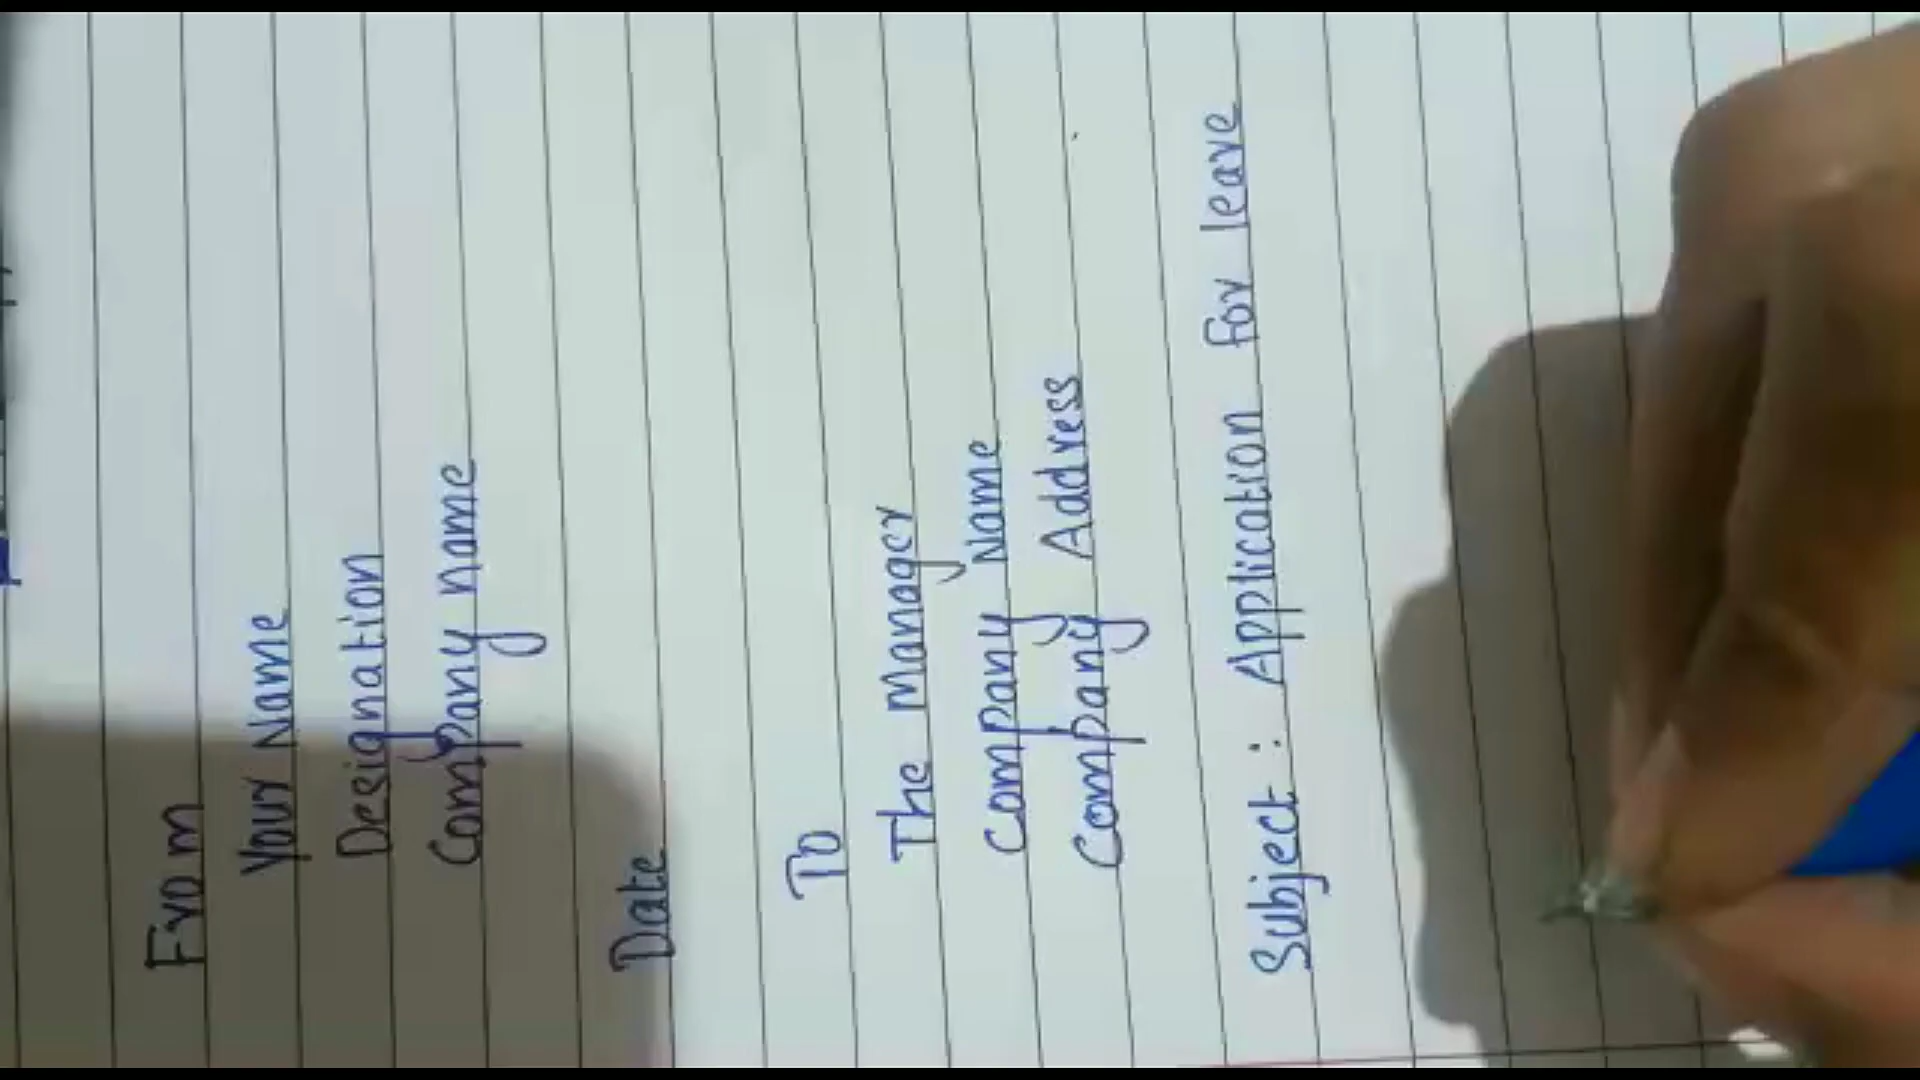 From
Your Name
Designation
Company name
Date
To
The Manager
Company Name
Company Address
Subject : Application for leave